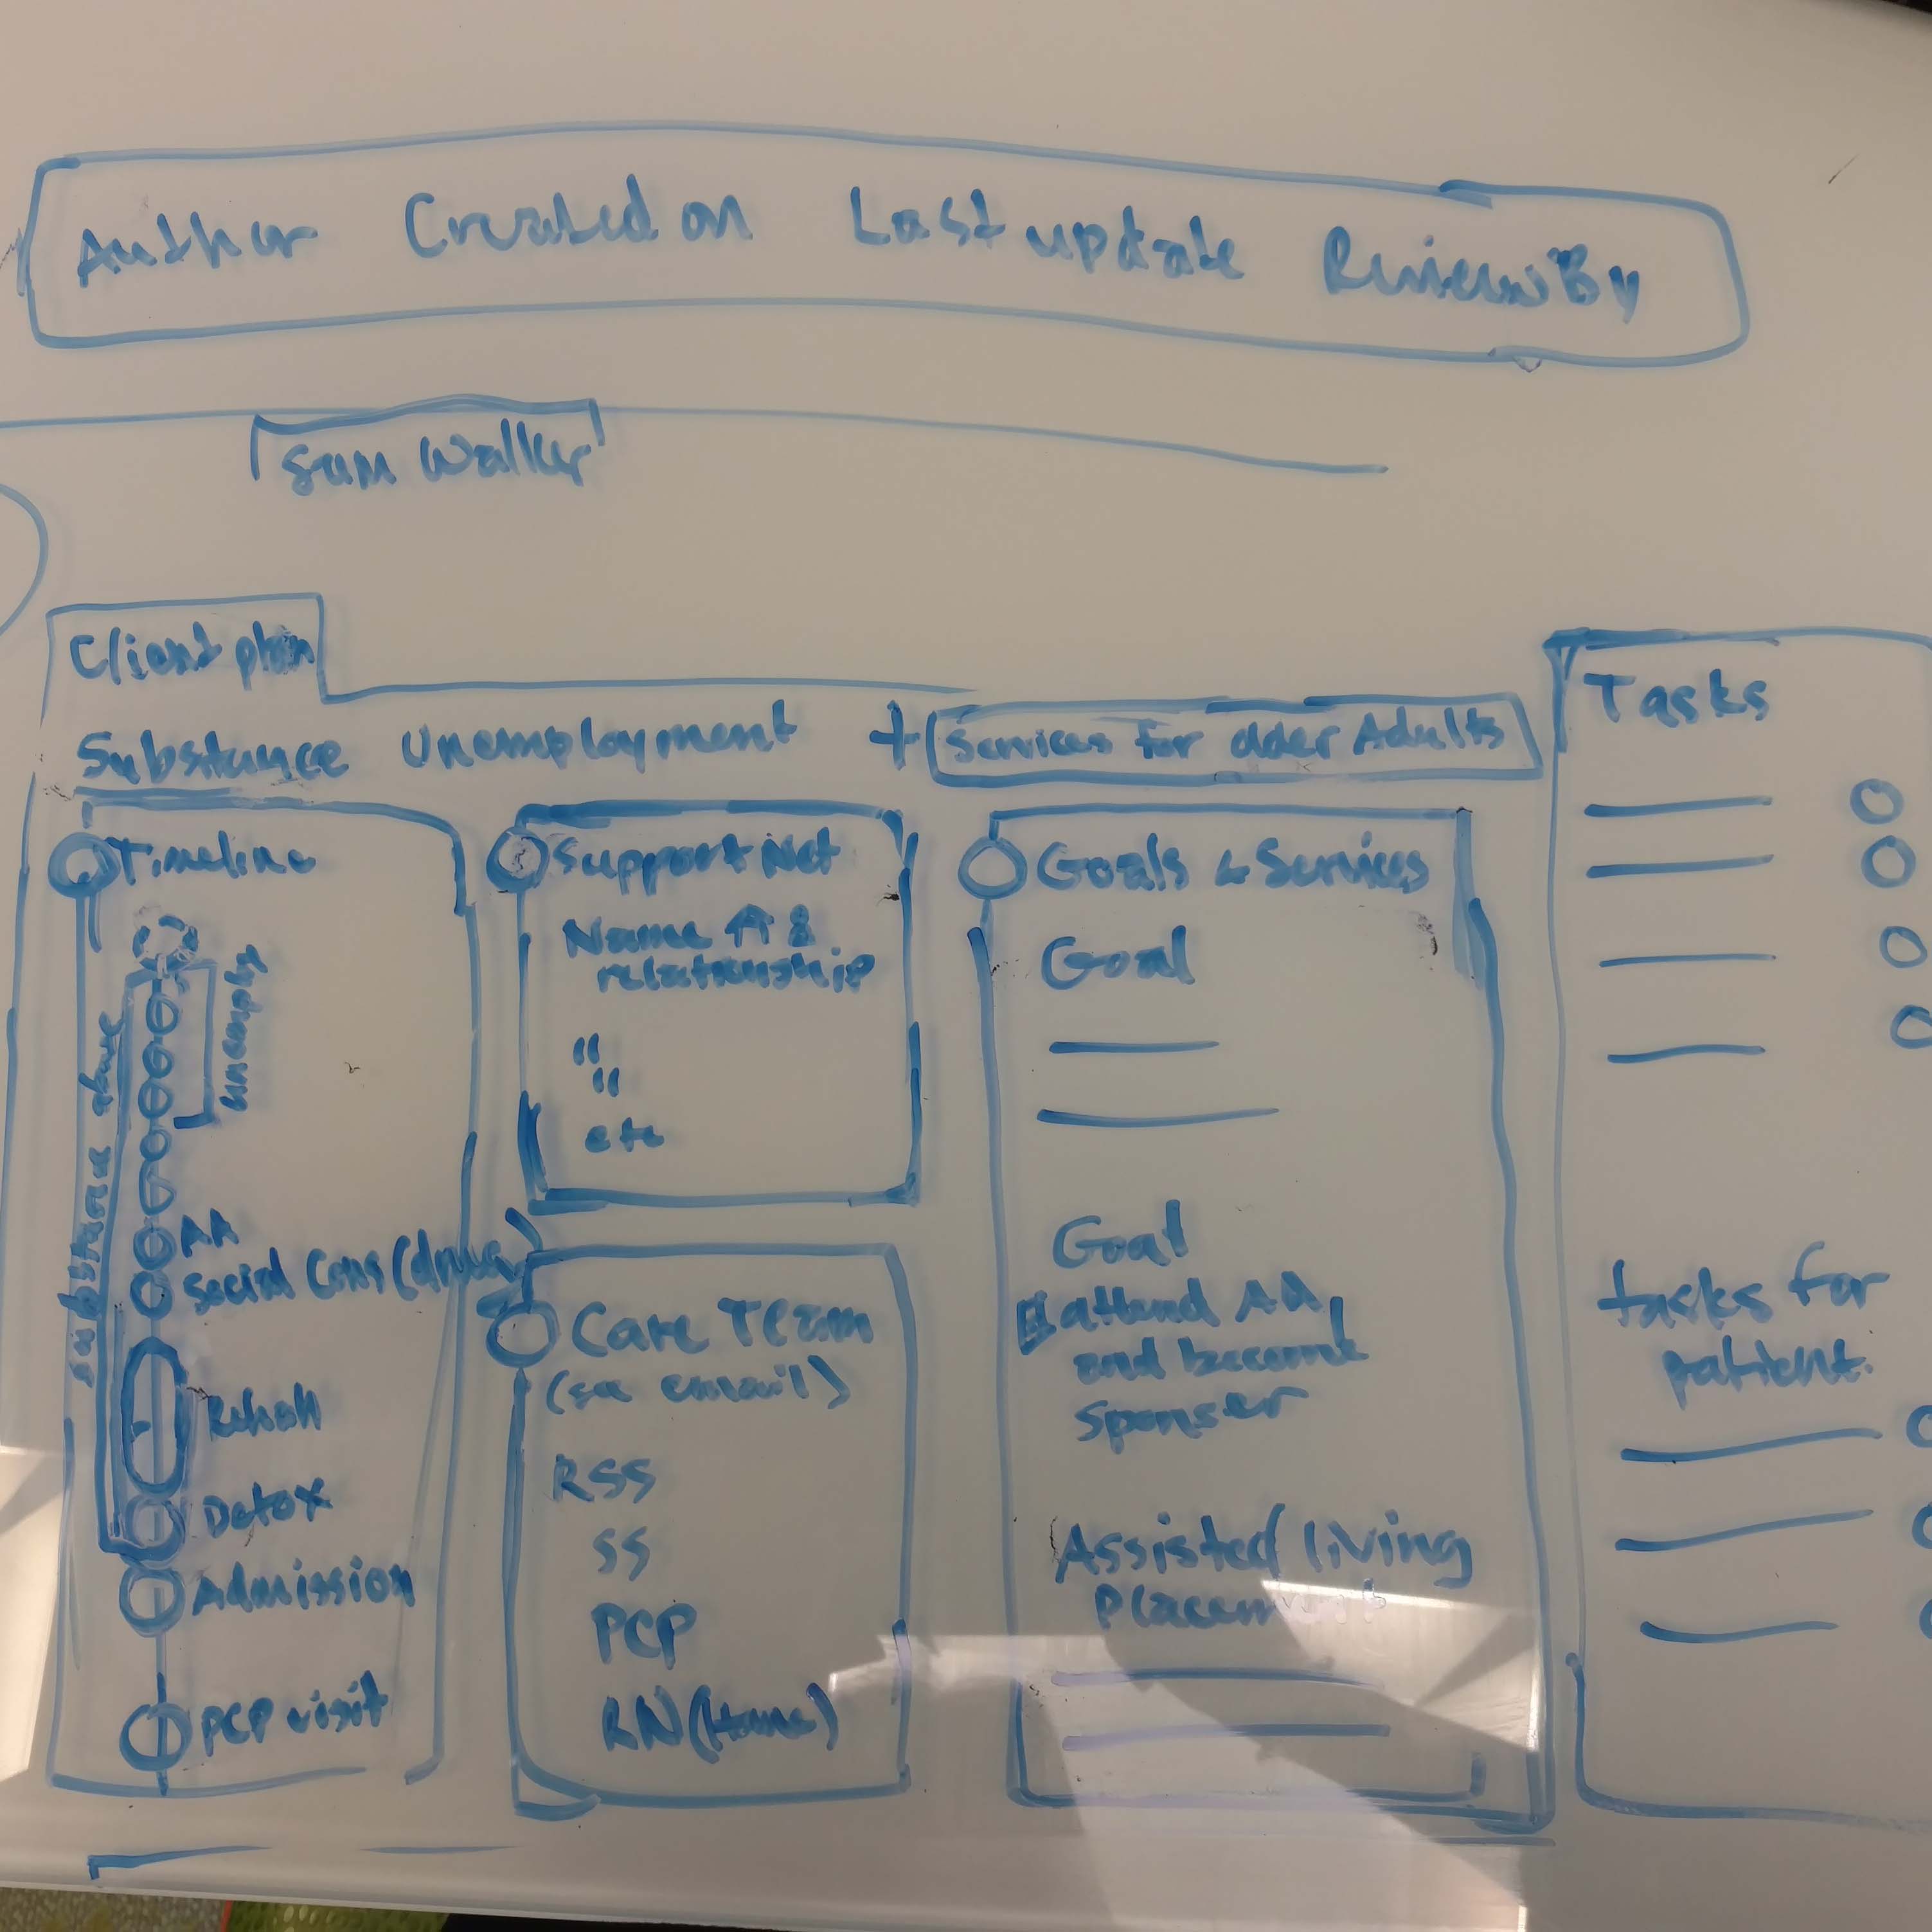 Author Created on Last update Review By
Sam Walker
Client plan
Substance Unemployment + Services For older Adults
Timeline
unemploy
substance
AA
Social Cons (drug)
Rehab
Detox
Admission
PCP visit
Support Net
Name &
relationship
"
"
etc
Care Team
(see email)
RSS
SS
PCP
RN (Home)
Goals & Services
Goal
Goal
attend AA
and become
Sponser
Assisted living
Placement
Tasks
tasks for
patient.